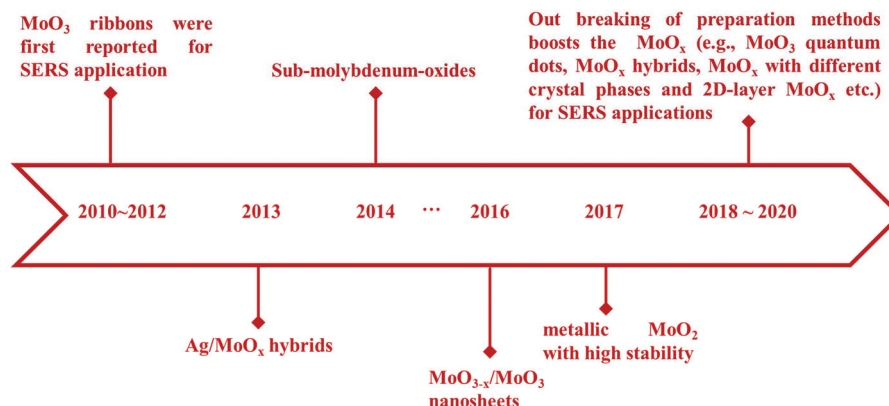 MoO₃ ribbons were
first reported for
SERS application
Sub-molybdenum-oxides
Out breaking of preparation methods
boosts the MoOₓ (e.g., MoO₃ quantum
dots, MoOₓ hybrids, MoOₓ with different
crystal phases and 2D-layer MoOₓ etc.)
for SERS applications
2010~2012
2013
2014
...
2016
2017
2018 ~ 2020
Ag/MoOₓ hybrids
MoO₃₋ₓ/MoO₃
nanosheets
metallic MoO₂
with high stability